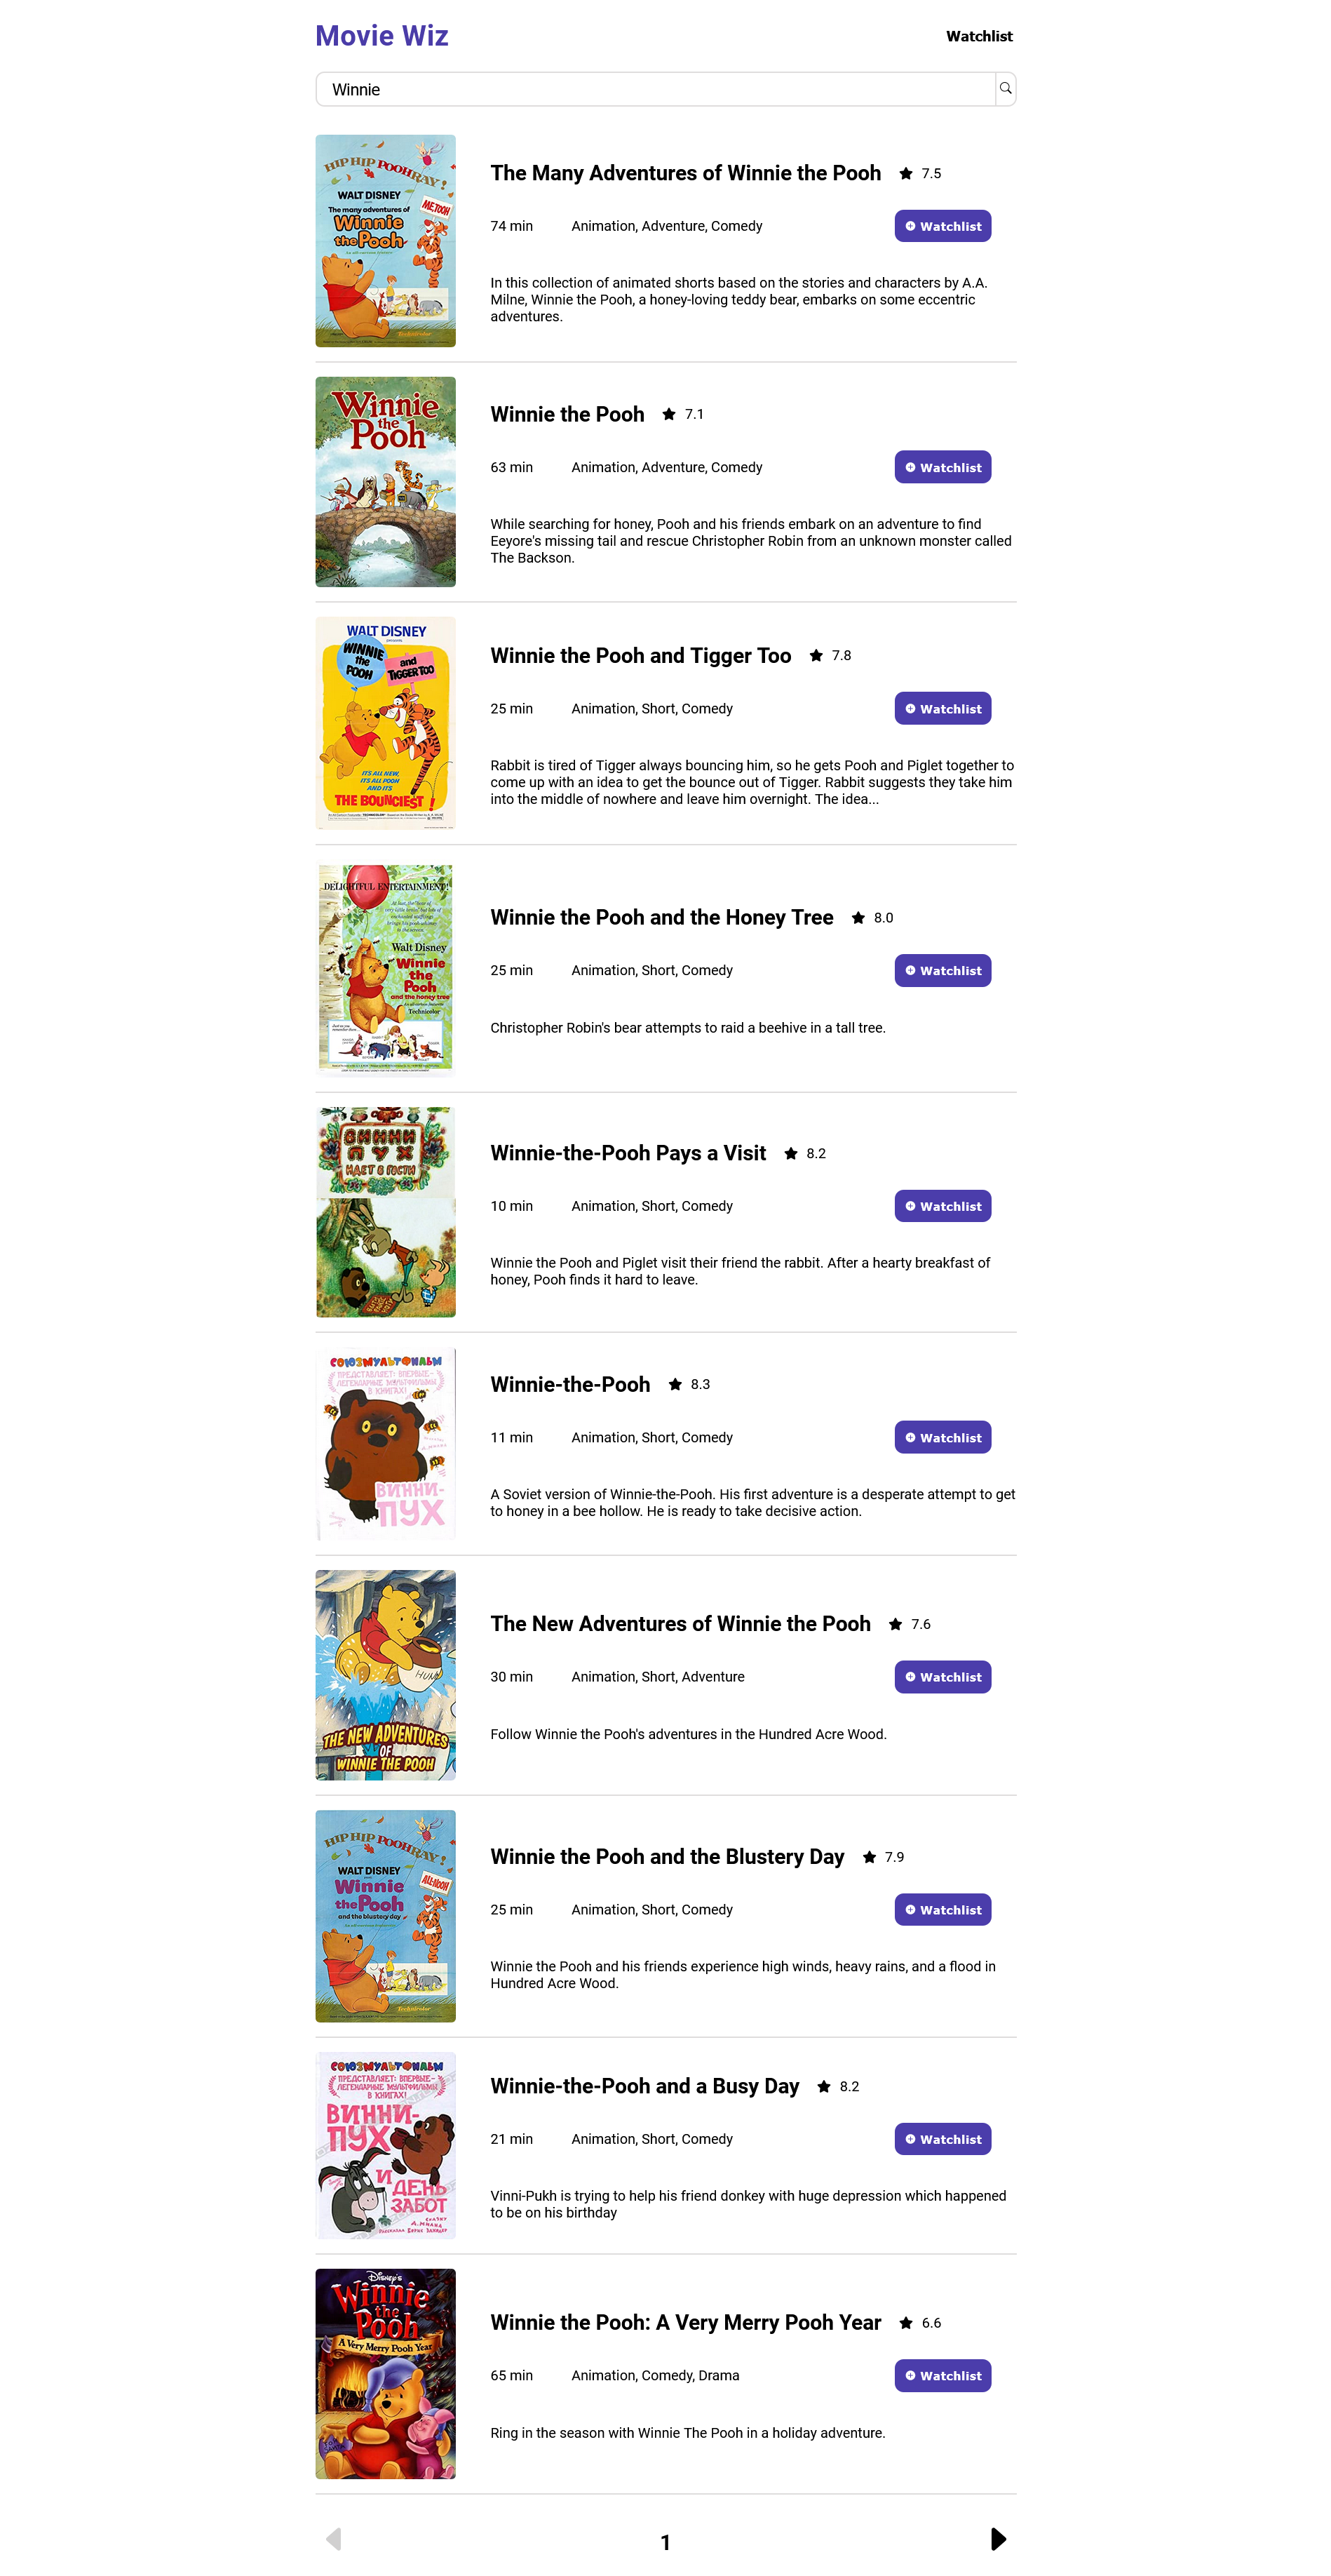 Movie Wiz
Watchlist
Winnie
HIP HIP POOHRAY!
WALT DISNEY
The many adventures of
Winnie
the Pooh
ME TOOH
Technicolor
The Many Adventures of Winnie the Pooh 7.5
74 min Animation, Adventure, Comedy Watchlist
In this collection of animated shorts based on the stories and characters by A.A.
Milne, Winnie the Pooh, a honey-loving teddy bear, embarks on some eccentric
adventures.
Winnie
the
Pooh
Winnie the Pooh 7.1
63 min Animation, Adventure, Comedy Watchlist
While searching for honey, Pooh and his friends embark on an adventure to find
Eeyore's missing tail and rescue Christopher Robin from an unknown monster called
The Backson.
WALT DISNEY
presents
WINNIE
the
POOH
and
TIGGER TOO
IT'S ALL NEW,
IT'S ALL POOH
AND IT'S
THE BOUNCIEST!
Winnie the Pooh and Tigger Too 7.8
25 min Animation, Short, Comedy Watchlist
Rabbit is tired of Tigger always bouncing him, so he gets Pooh and Piglet together to
come up with an idea to get the bounce out of Tigger. Rabbit suggests they take him
into the middle of nowhere and leave him overnight. The idea...
DELIGHTFUL ENTERTAINMENT!
Walt Disney
Winnie
the
Pooh
and the honey tree
Technicolor
Winnie the Pooh and the Honey Tree 8.0
25 min Animation, Short, Comedy Watchlist
Christopher Robin's bear attempts to raid a beehive in a tall tree.
ВИННИ
ПУХ
ИДЕТ В ГОСТИ
Winnie-the-Pooh Pays a Visit 8.2
10 min Animation, Short, Comedy Watchlist
Winnie the Pooh and Piglet visit their friend the rabbit. After a hearty breakfast of
honey, Pooh finds it hard to leave.
СОЮЗМУЛЬТФИЛЬМ
ПРЕДСТАВЛЯЕТ: ВПЕРВЫЕ-
ЛЕГЕНДАРНЫЕ МУЛЬТФИЛЬМЫ
В КНИГАХ!
ВИННИ-
ПУХ
Winnie-the-Pooh 8.3
11 min Animation, Short, Comedy Watchlist
A Soviet version of Winnie-the-Pooh. His first adventure is a desperate attempt to get
to honey in a bee hollow. He is ready to take decisive action.
HUNN
THE NEW ADVENTURES
OF
WINNIE THE POOH
The New Adventures of Winnie the Pooh 7.6
30 min Animation, Short, Adventure Watchlist
Follow Winnie the Pooh's adventures in the Hundred Acre Wood.
HIP HIP POOHRAY!
WALT DISNEY
Winnie
the Pooh
and the blustery day
Technicolor
Winnie the Pooh and the Blustery Day 7.9
25 min Animation, Short, Comedy Watchlist
Winnie the Pooh and his friends experience high winds, heavy rains, and a flood in
Hundred Acre Wood.
СОЮЗМУЛЬТФИЛЬМ
ПРЕДСТАВЛЯЕТ: ВПЕРВЫЕ-
ЛЕГЕНДАРНЫЕ МУЛЬТФИЛЬМЫ
В КНИГАХ!
ВИННИ-
ПУХ
И ДЕНЬ
ЗАБОТ
Winnie-the-Pooh and a Busy Day 8.2
21 min Animation, Short, Comedy Watchlist
Vinni-Pukh is trying to help his friend donkey with huge depression which happened
to be on his birthday
Disney's
Winnie
the
Pooh
A Very Merry Pooh Year
Winnie the Pooh: A Very Merry Pooh Year 6.6
65 min Animation, Comedy, Drama Watchlist
Ring in the season with Winnie The Pooh in a holiday adventure.
1